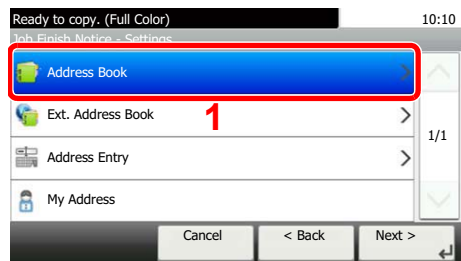 Ready to copy. (Full Color) 10:10
Job Finish Notice - Settings
Address Book
Ext. Address Book
1
1/1
Address Entry
My Address
Cancel < Back Next >